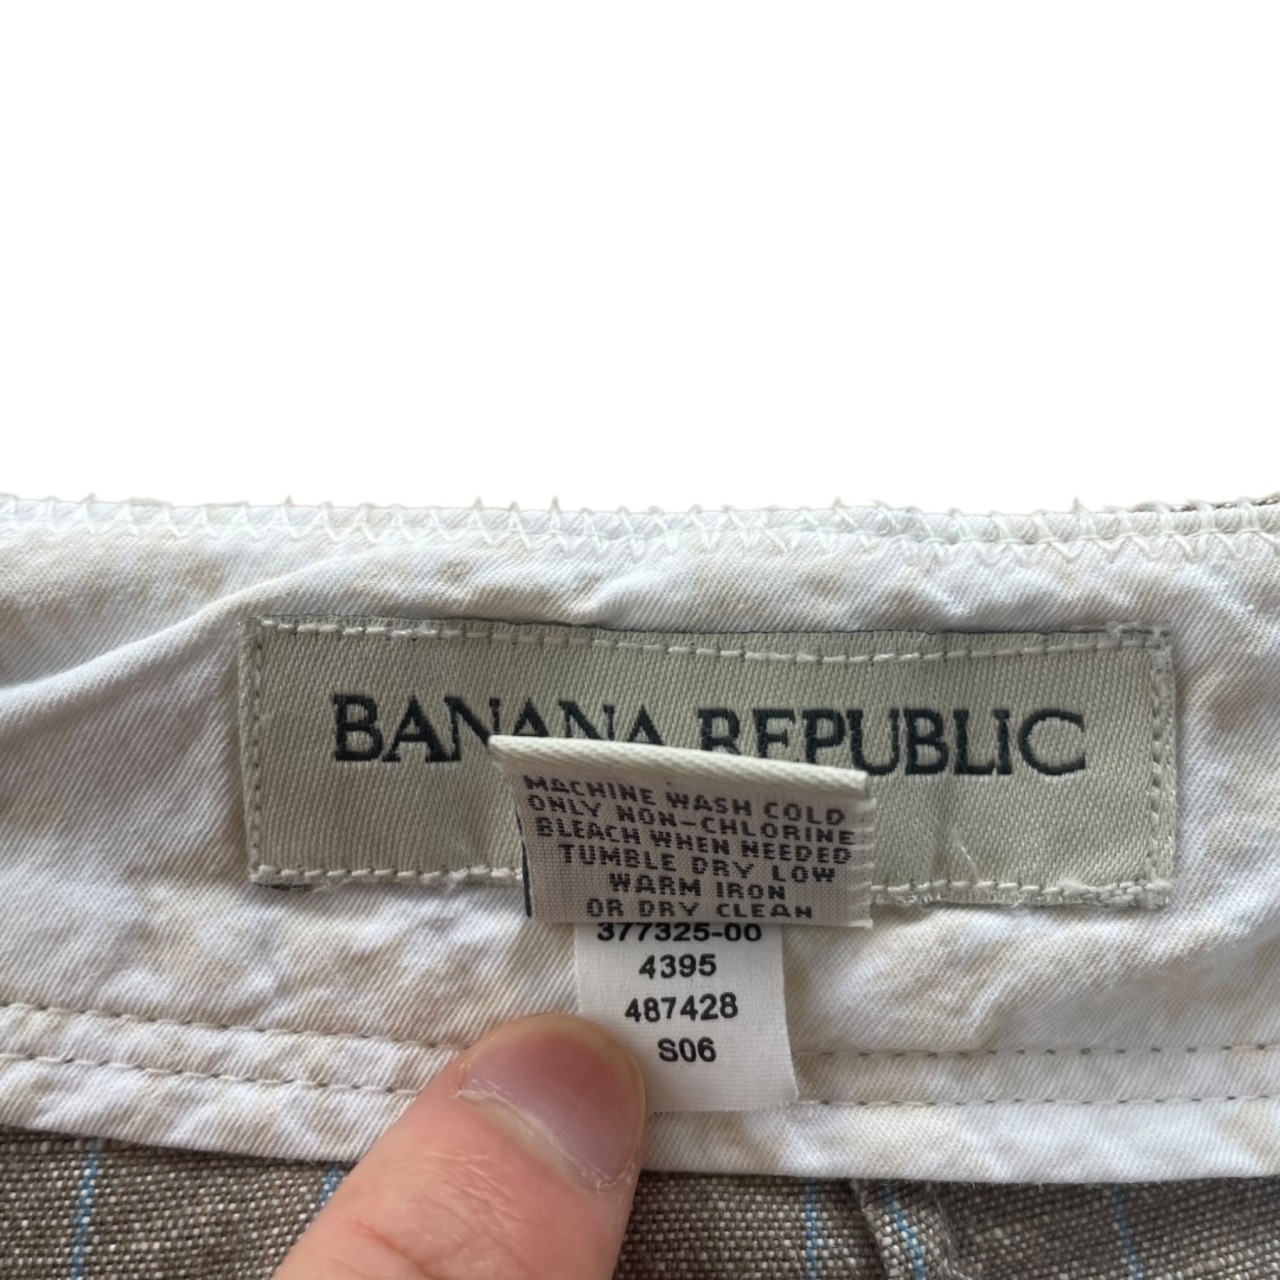 BANANA REPUBLIC
MACHINE WASH COLD
ONLY NON-CHLORINE
BLEACH WHEN NEEDED
TUMBLE DRY LOW
WARM IRON
OR DRY CLEAN
377325-00
4395
487428
S06